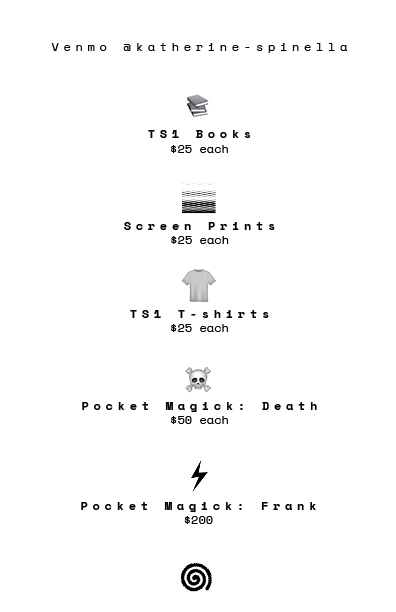 Venmo @katherine-spinella
TS1 Books
$25 each
Screen Prints
$25 each
TS1 T-shirts
$25 each
Pocket Magick: Death
$50 each
Pocket Magick: Frank
$200